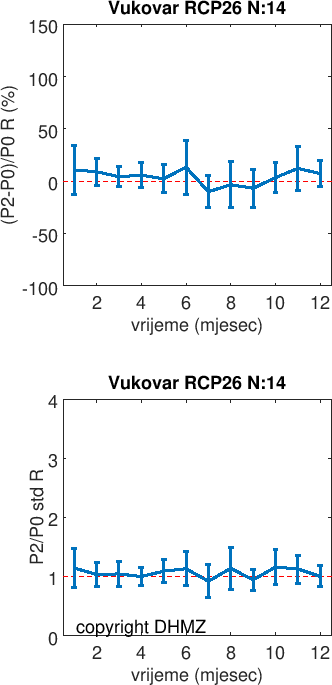 Vukovar RCP26 N:14
150
100
50
0
-50
-100
(P2-P0)/P0 R (%)
2 4 6 8 10 12
vrijeme (mjesec)
Vukovar RCP26 N:14
4
3
2
1
0
P2/P0 std R
copyright DHMZ
2 4 6 8 10 12
vrijeme (mjesec)